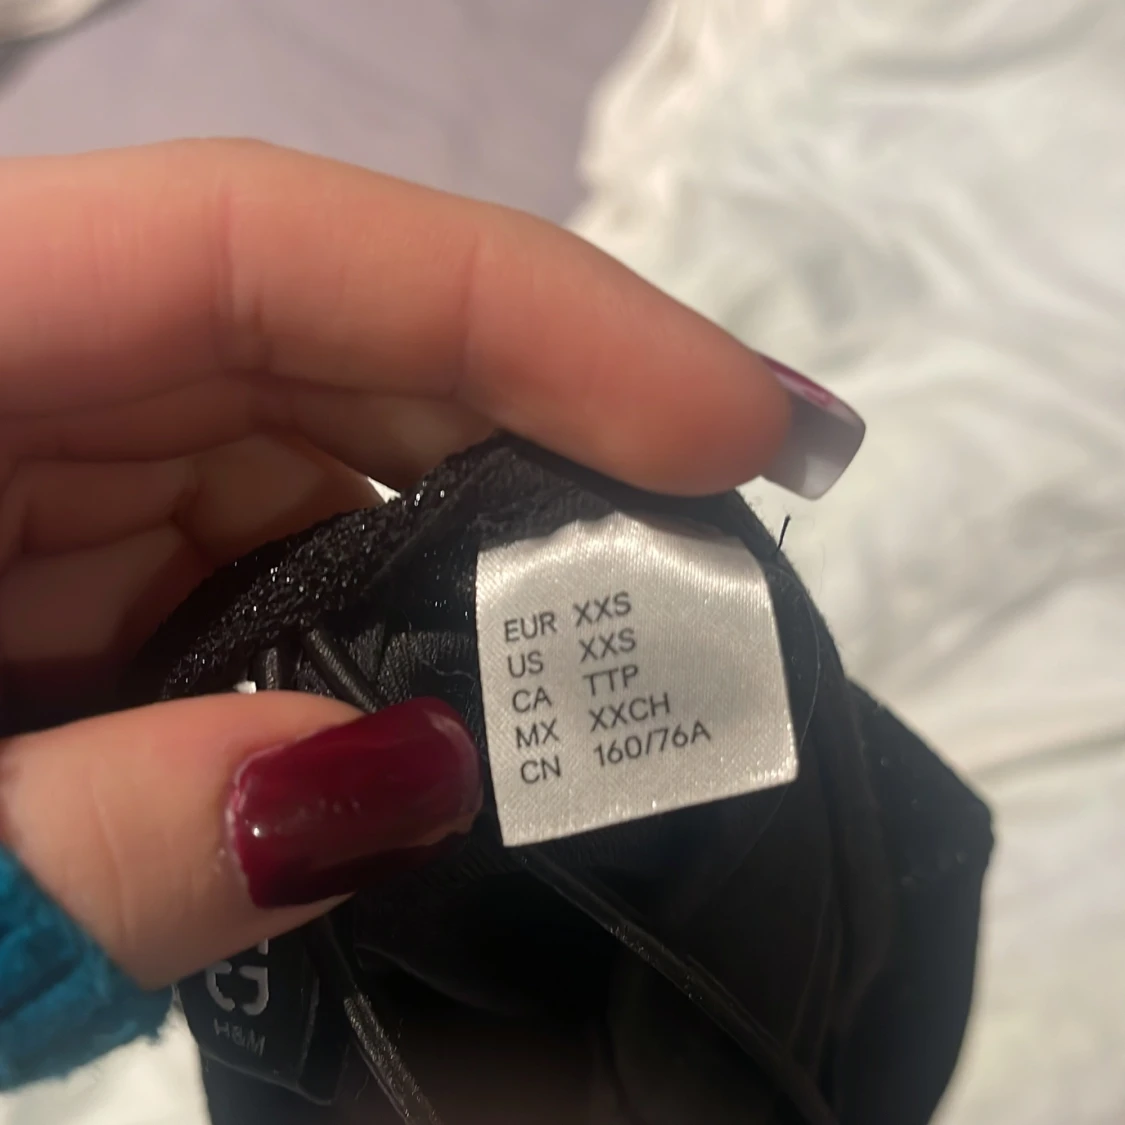 EUR XXS
US XXS
CA TTP
MX XXCH
CN 160/76A
H&M